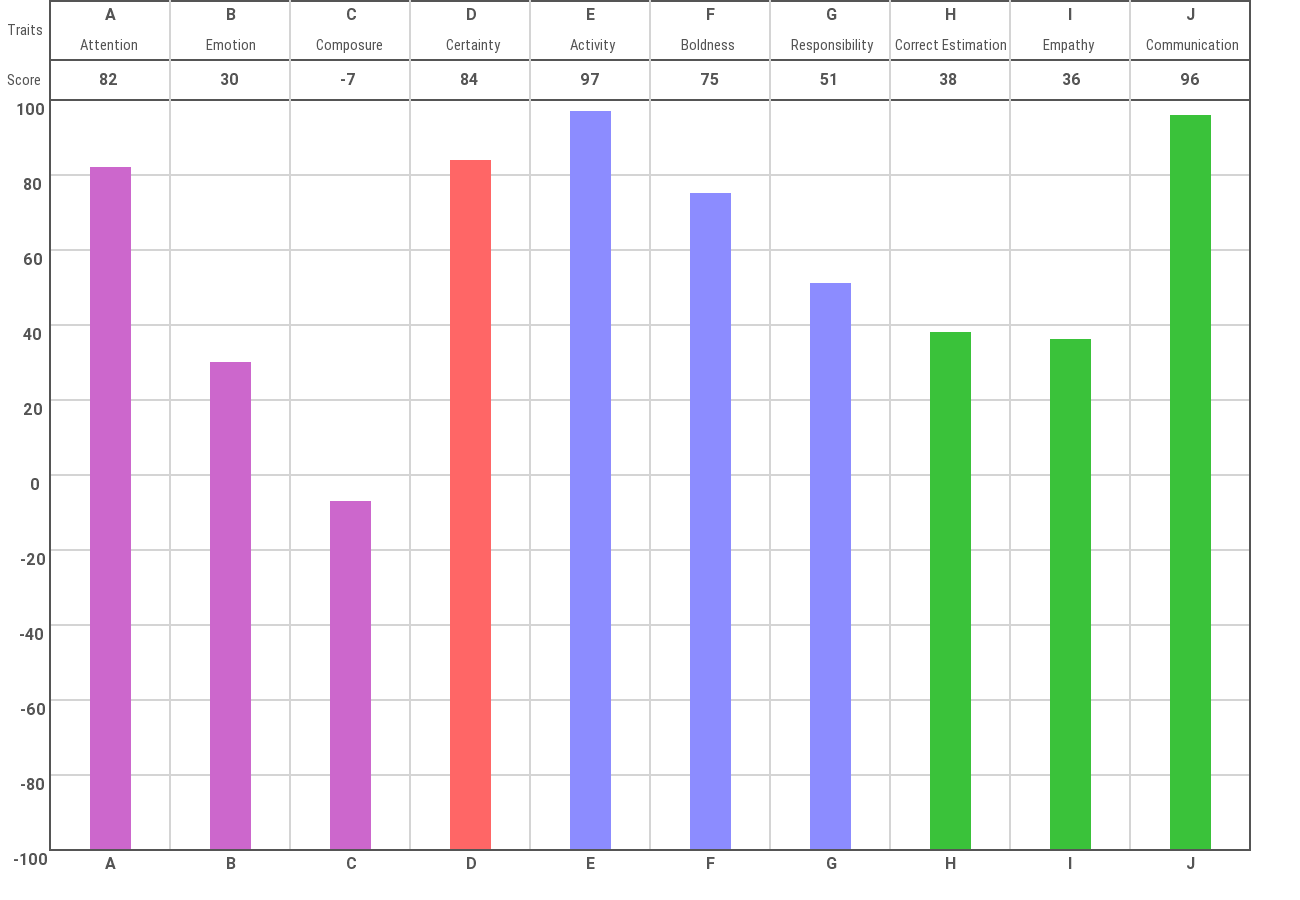 A B C D E F G H I J
Traits
Attention Emotion Composure Certainty Activity Boldness Responsibility Correct Estimation Empathy Communication
Score 82 30 -7 84 97 75 51 38 36 96
100
80
60
40
20
0
-20
-40
-60
-80
-100
A B C D E F G H I J